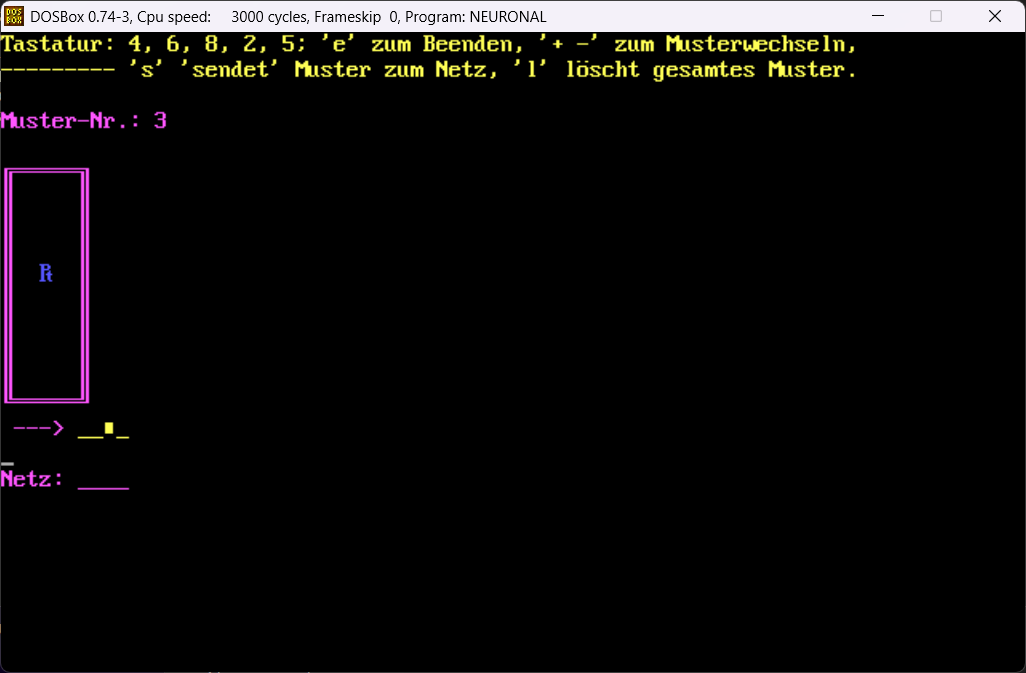 DOSBox 0.74-3, Cpu speed: 3000 cycles, Frameskip 0, Program: NEURONAL
Tastatur: 4, 6, 8, 2, 5; 'e' zum Beenden, '+ -' zum Musterwechseln,
--------- 's' 'sendet' Muster zum Netz, 'l' löscht gesamtes Muster.
Muster-Nr.: 3
₧
---> __▪_
Netz: ____